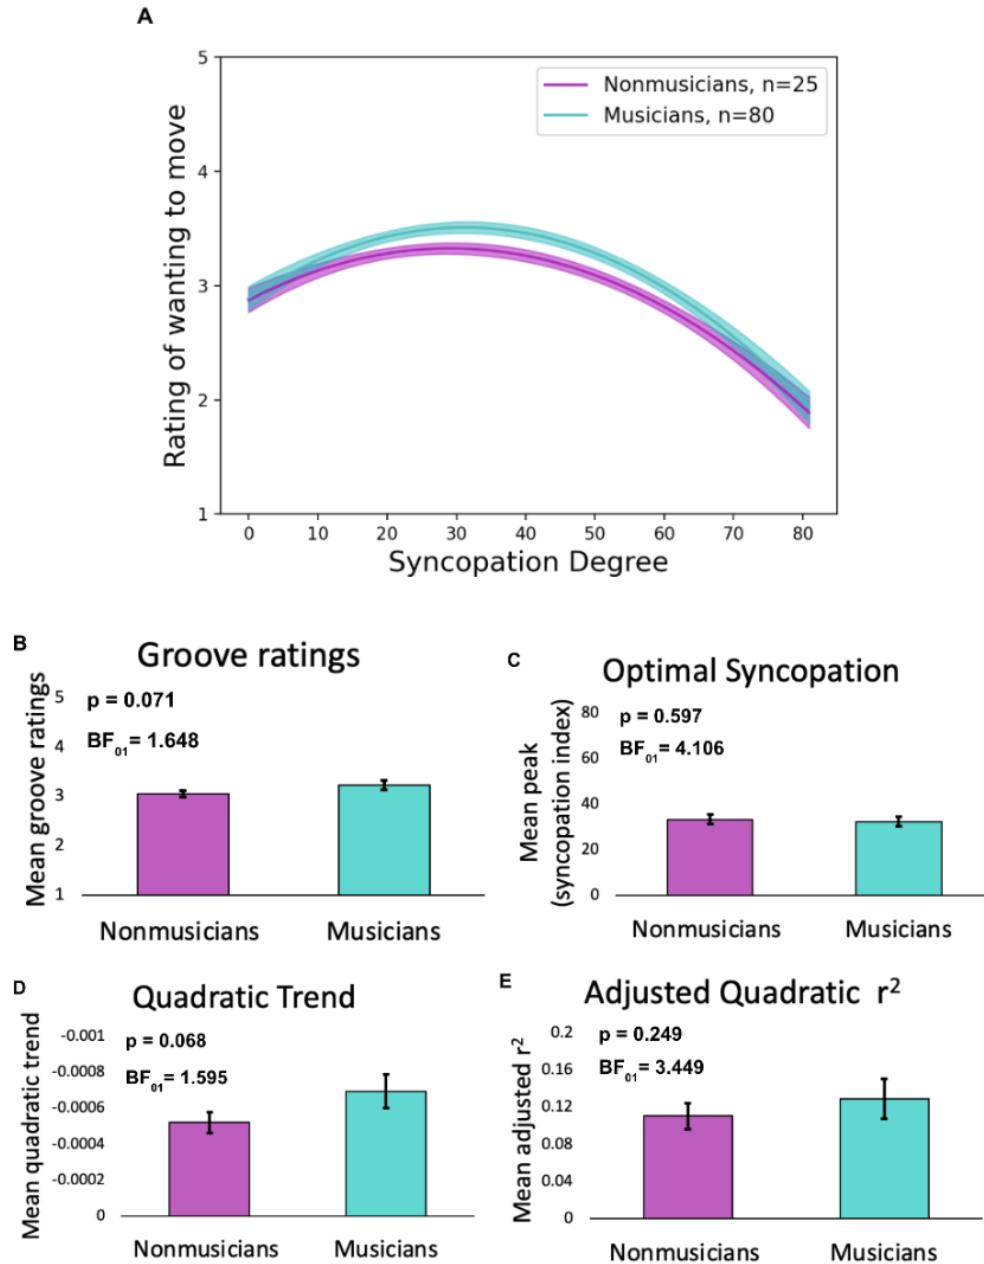 A
5
4
3
2
1
Rating of wanting to move
Nonmusicians, n=25
Musicians, n=80
0 10 20 30 40 50 60 70 80
Syncopation Degree
B
Groove ratings
p = 0.071
BF01= 1.648
Mean groove ratings
5
4
3
2
1
Nonmusicians Musicians
C
Optimal Syncopation
p = 0.597
BF01= 4.106
Mean peak
(syncopation index)
80
60
40
20
0
Nonmusicians Musicians
D
Quadratic Trend
p = 0.068
BF01= 1.595
Mean quadratic trend
-0.001
-0.0008
-0.0006
-0.0004
-0.0002
0
Nonmusicians Musicians
E
Adjusted Quadratic r²
p = 0.249
BF01= 3.449
Mean adjusted r²
0.2
0.16
0.12
0.08
0.04
0
Nonmusicians Musicians